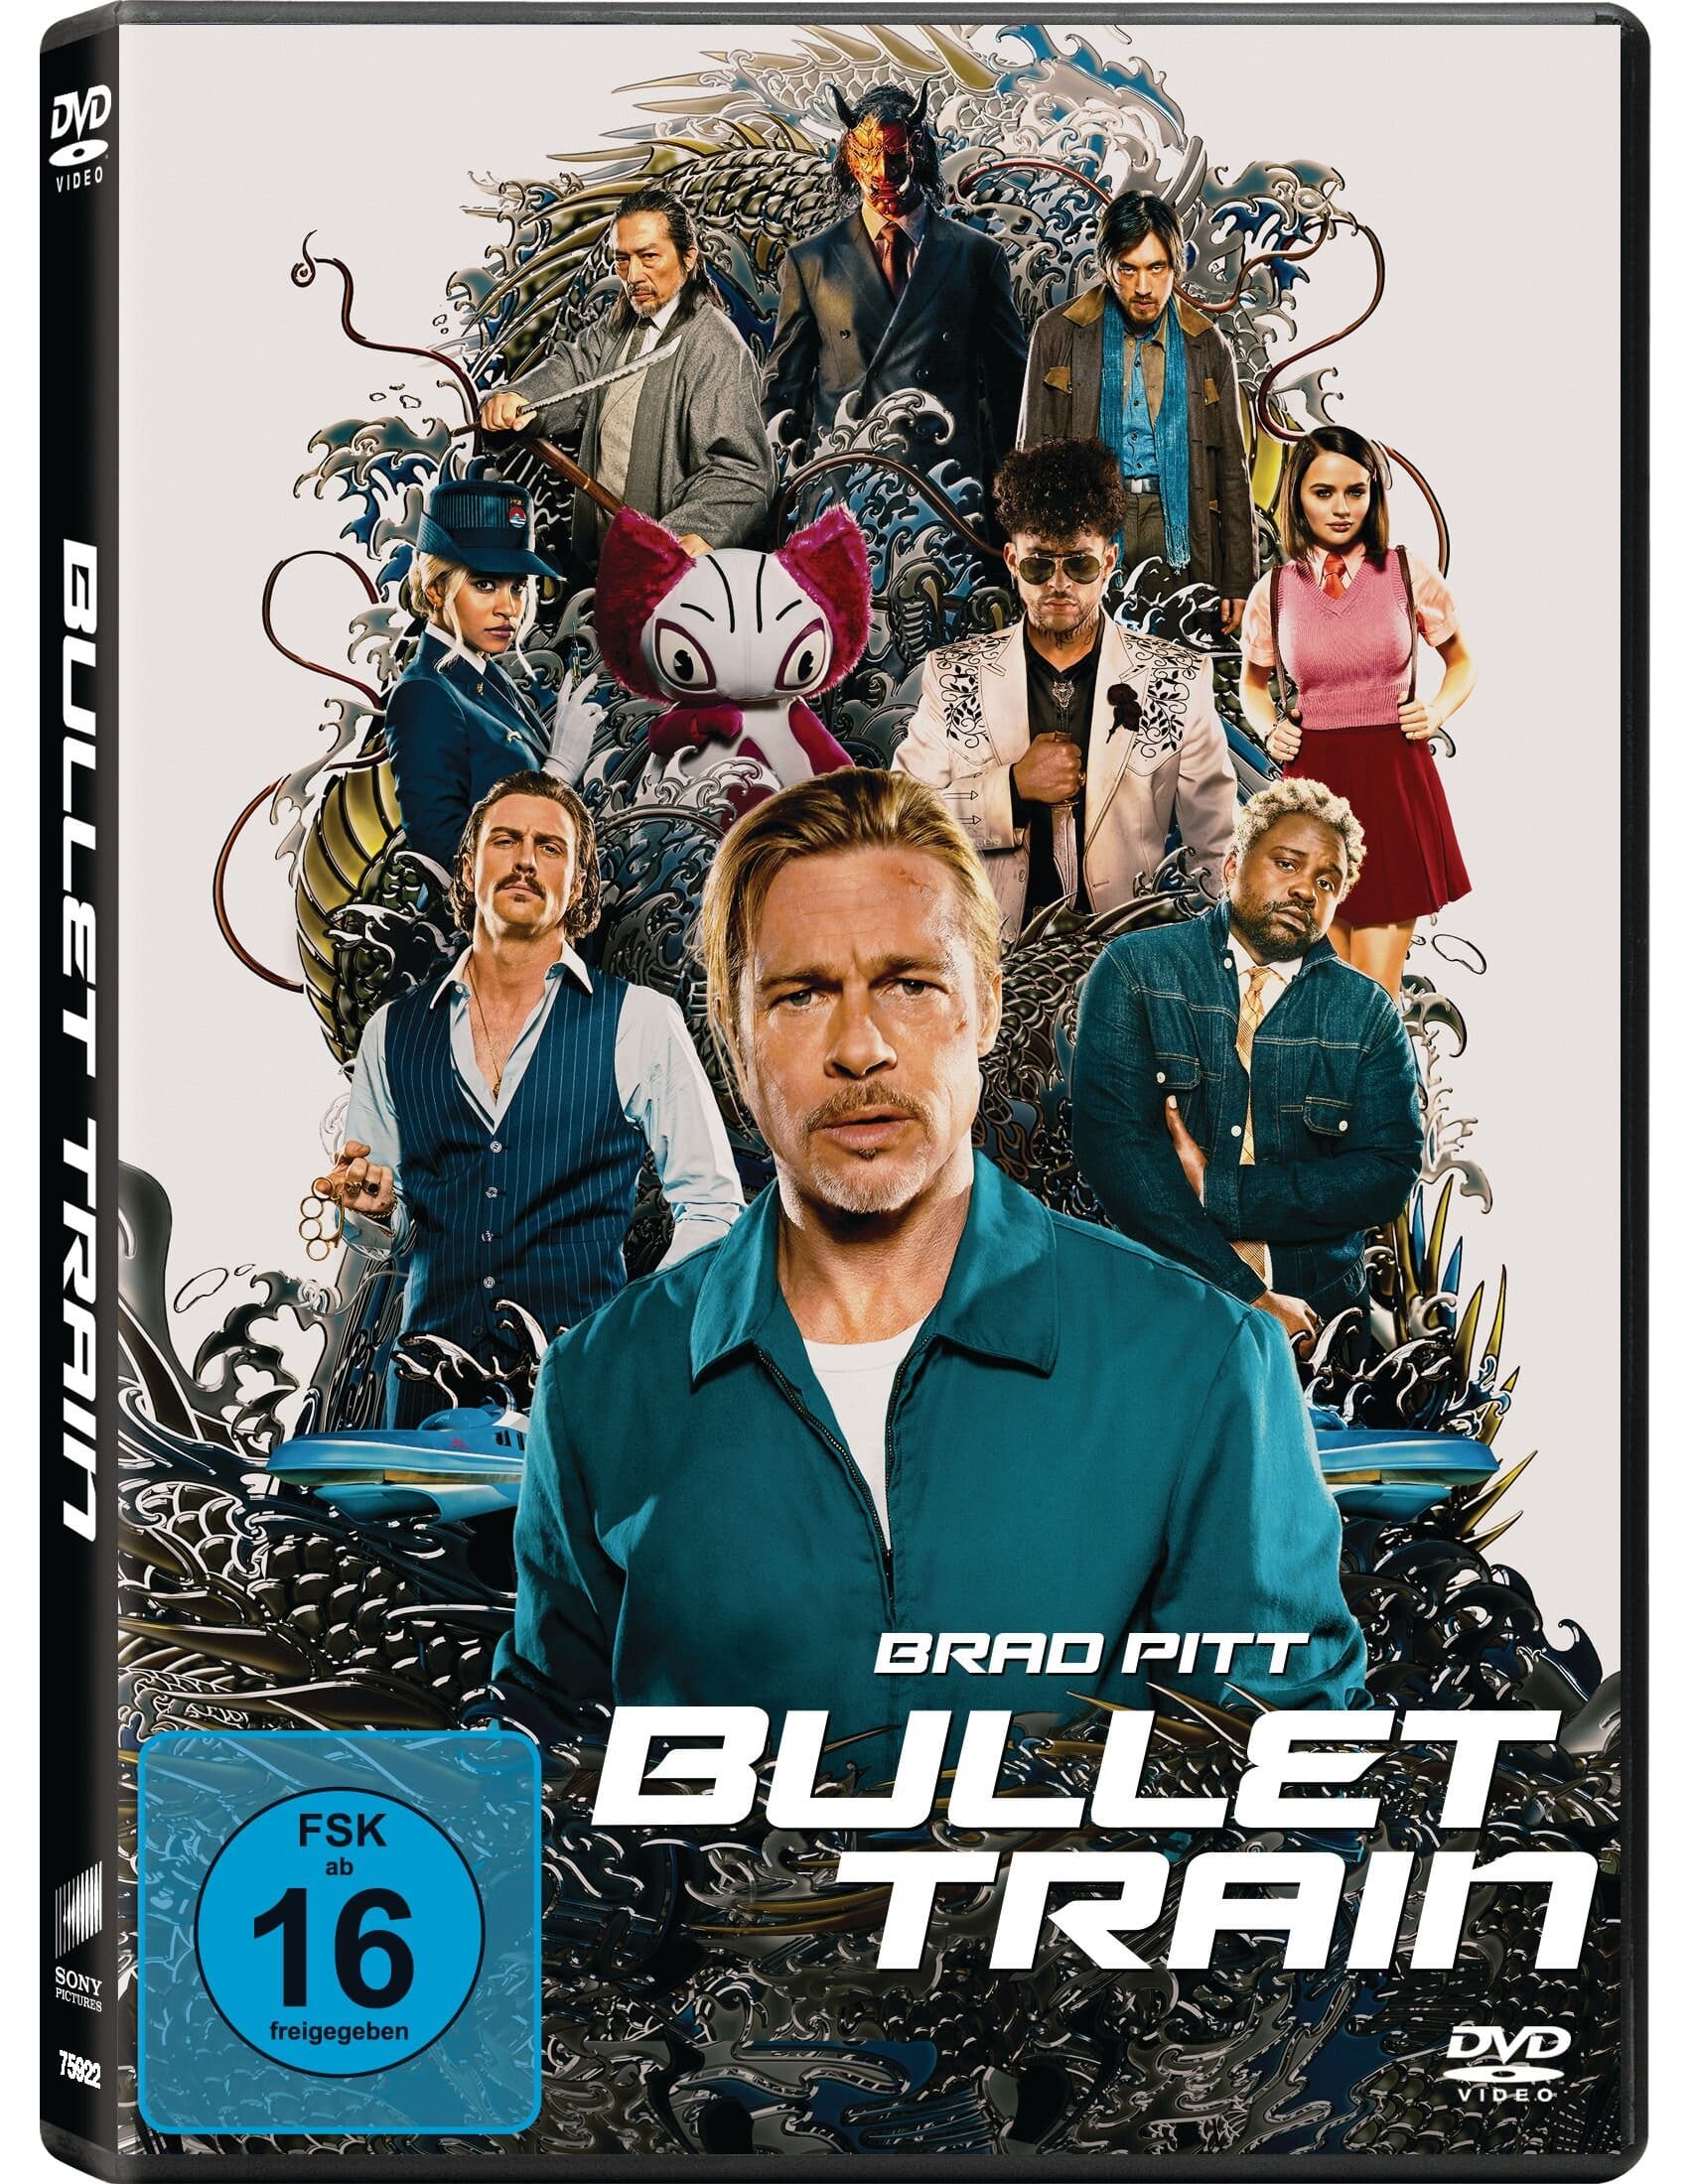 DVD
VIDEO
BULLET TRAIN
SONY
PICTURES
75922
BRAD PITT
BULLET
TRAIN
FSK
ab
16
freigegeben
DVD
VIDEO